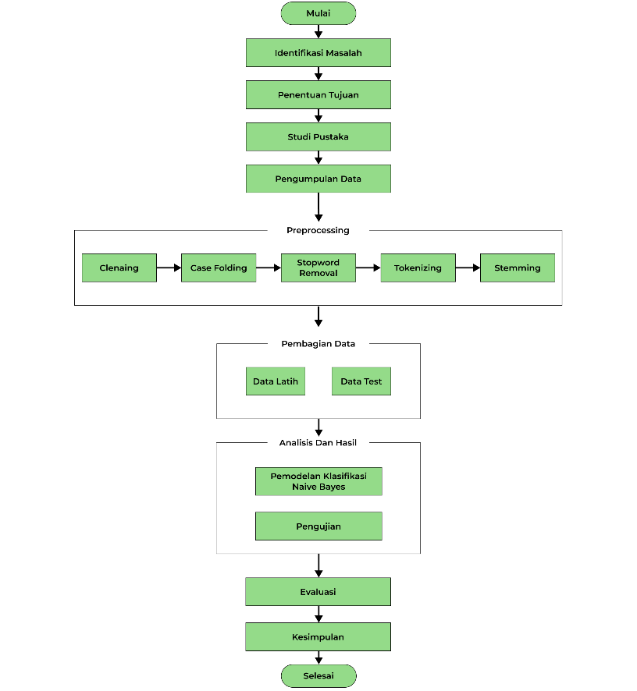 Mulai
Identifikasi Masalah
Penentuan Tujuan
Studi Pustaka
Pengumpulan Data
Preprocessing
Clenaing
Case Folding
Stopword
Removal
Tokenizing
Stemming
Pembagian Data
Data Latih
Data Test
Analisis Dan Hasil
Pemodelan Klasifikasi
Naive Bayes
Pengujian
Evaluasi
Kesimpulan
Selesai